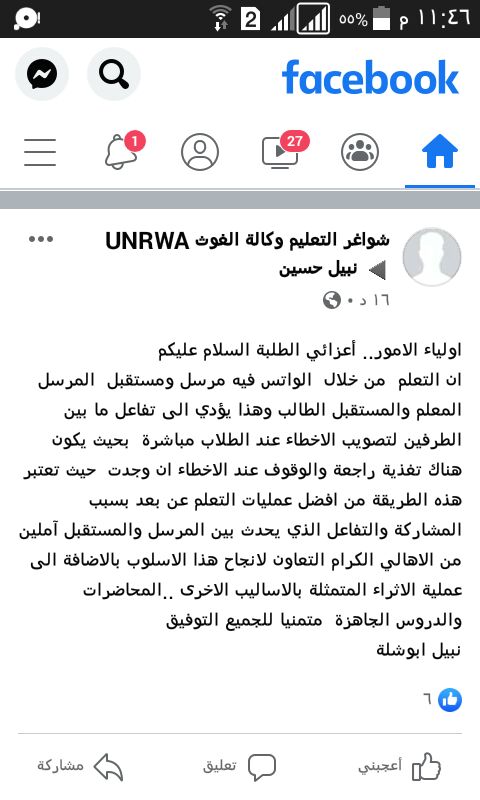 ١١:٤٦ م ٥٥% 2
facebook
27
1
شواغر التعليم وكالة الغوث UNRWA
نبيل حسين
١٦ د
اولياء الامور.. أعزائي الطلبة السلام عليكم
ان التعلم من خلال الواتس فيه مرسل ومستقبل المرسل
المعلم والمستقبل الطالب وهذا يؤدي الى تفاعل ما بين
الطرفين لتصويب الاخطاء عند الطلاب مباشرة بحيث يكون
هناك تغذية راجعة والوقوف عند الاخطاء ان وجدت حيث تعتبر
هذه الطريقة من افضل عمليات التعلم عن بعد بسبب
المشاركة والتفاعل الذي يحدث بين المرسل والمستقبل آملين
من الاهالي الكرام التعاون لانجاح هذا الاسلوب بالاضافة الى
عملية الاثراء المتمثلة بالاساليب الاخرى ..المحاضرات
والدروس الجاهزة متمنيا للجميع التوفيق
نبيل ابوشلة
٦
أعجبني تعليق مشاركة